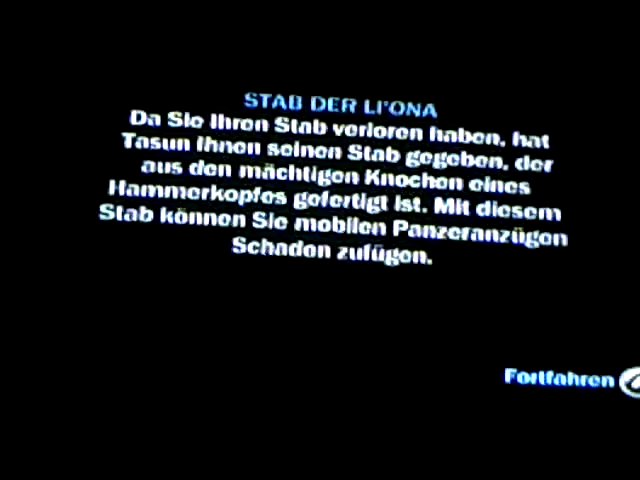 STAB DER LI'ONA
Da Sie Ihren Stab verloren haben, hat
Tasun Ihnen seinen Stab gegeben, der
aus den mächtigen Knochen eines
Hammerkopfes gefertigt ist. Mit diesem
Stab können Sie mobilen Panzeranzügen
Schaden zufügen.
Fortfahren